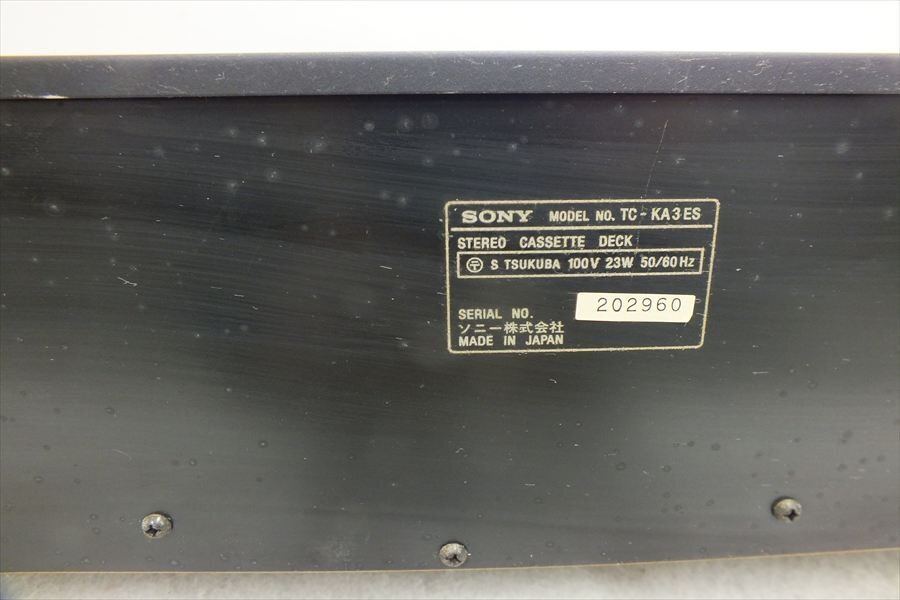 SONY MODEL NO. TC-KA3ES
STEREO CASSETTE DECK
〒 S TSUKUBA 100V 23W 50/60Hz
SERIAL NO. 202960
ソニー株式会社
MADE IN JAPAN